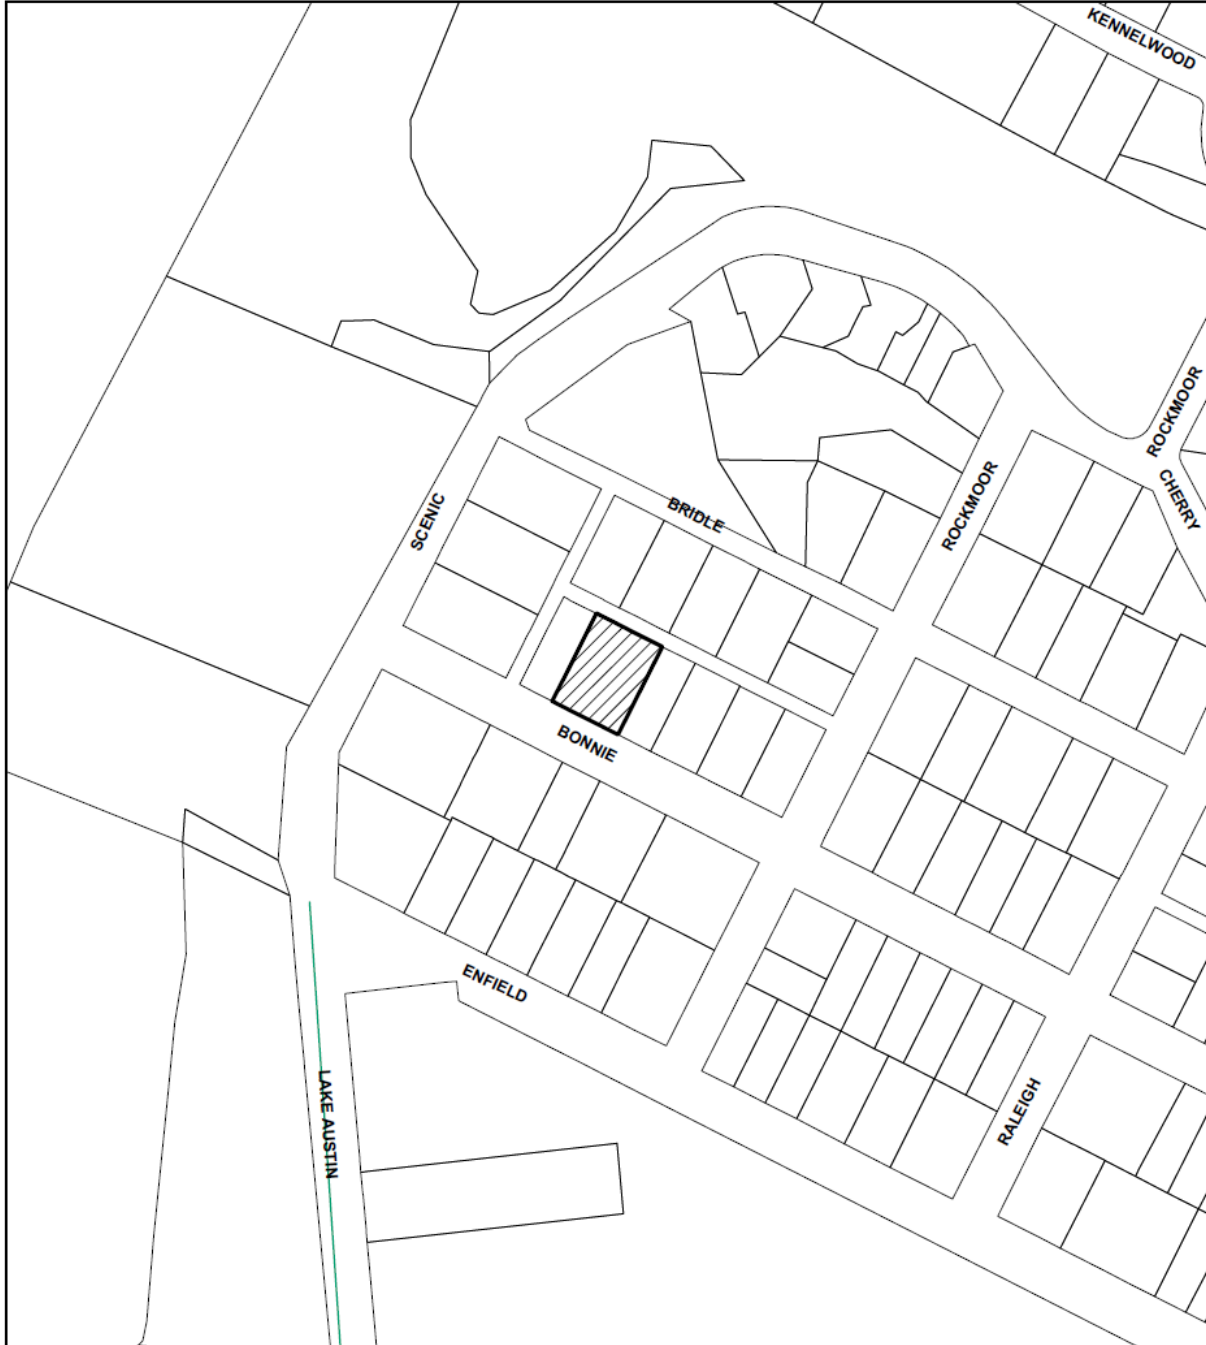 KENNELWOOD
ROCKMOOR
CHERRY
ROCKMOOR
SCENIC
BRIDLE
BONNIE
ENFIELD
LAKE AUSTIN
RALEIGH